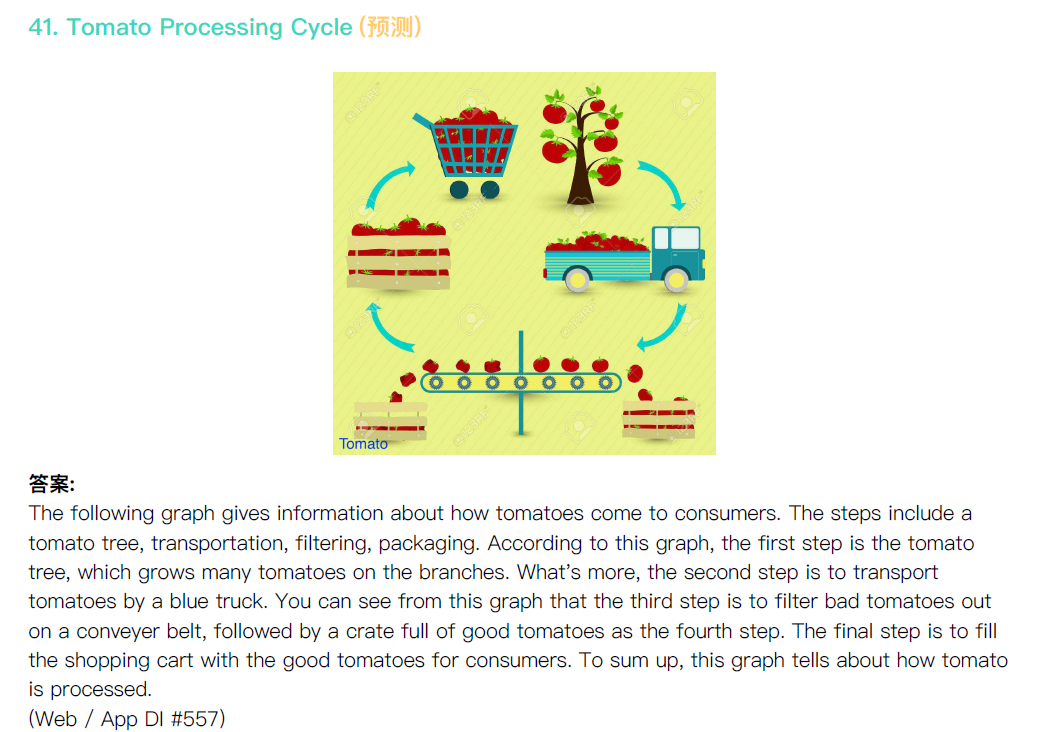 41. Tomato Processing Cycle (预测)
Tomato
答案:
The following graph gives information about how tomatoes come to consumers. The steps include a
tomato tree, transportation, filtering, packaging. According to this graph, the first step is the tomato
tree, which grows many tomatoes on the branches. What's more, the second step is to transport
tomatoes by a blue truck. You can see from this graph that the third step is to filter bad tomatoes out
on a conveyer belt, followed by a crate full of good tomatoes as the fourth step. The final step is to fill
the shopping cart with the good tomatoes for consumers. To sum up, this graph tells about how tomato
is processed.
(Web / App DI #557)